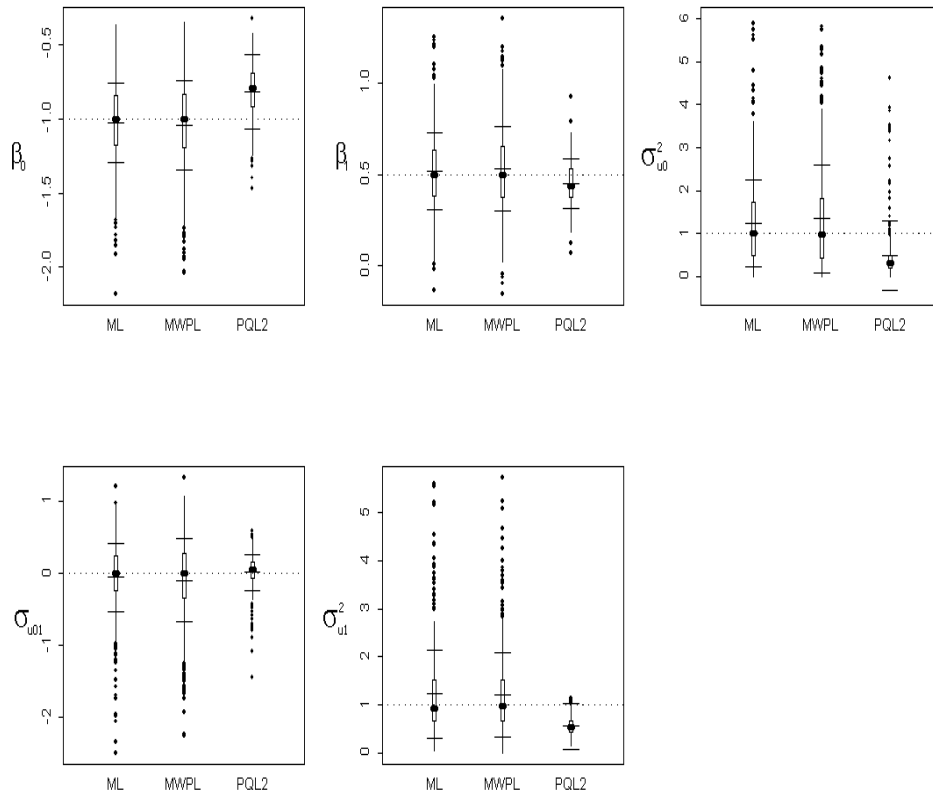 β0
-2.0 -1.5 -1.0 -0.5
ML MWPL PQL2
β1
0.0 0.5 1.0
ML MWPL PQL2
σ²u0
0 1 2 3 4 5 6
ML MWPL PQL2
σu01
-2 -1 0 1
ML MWPL PQL2
σ²u1
0 1 2 3 4 5
ML MWPL PQL2